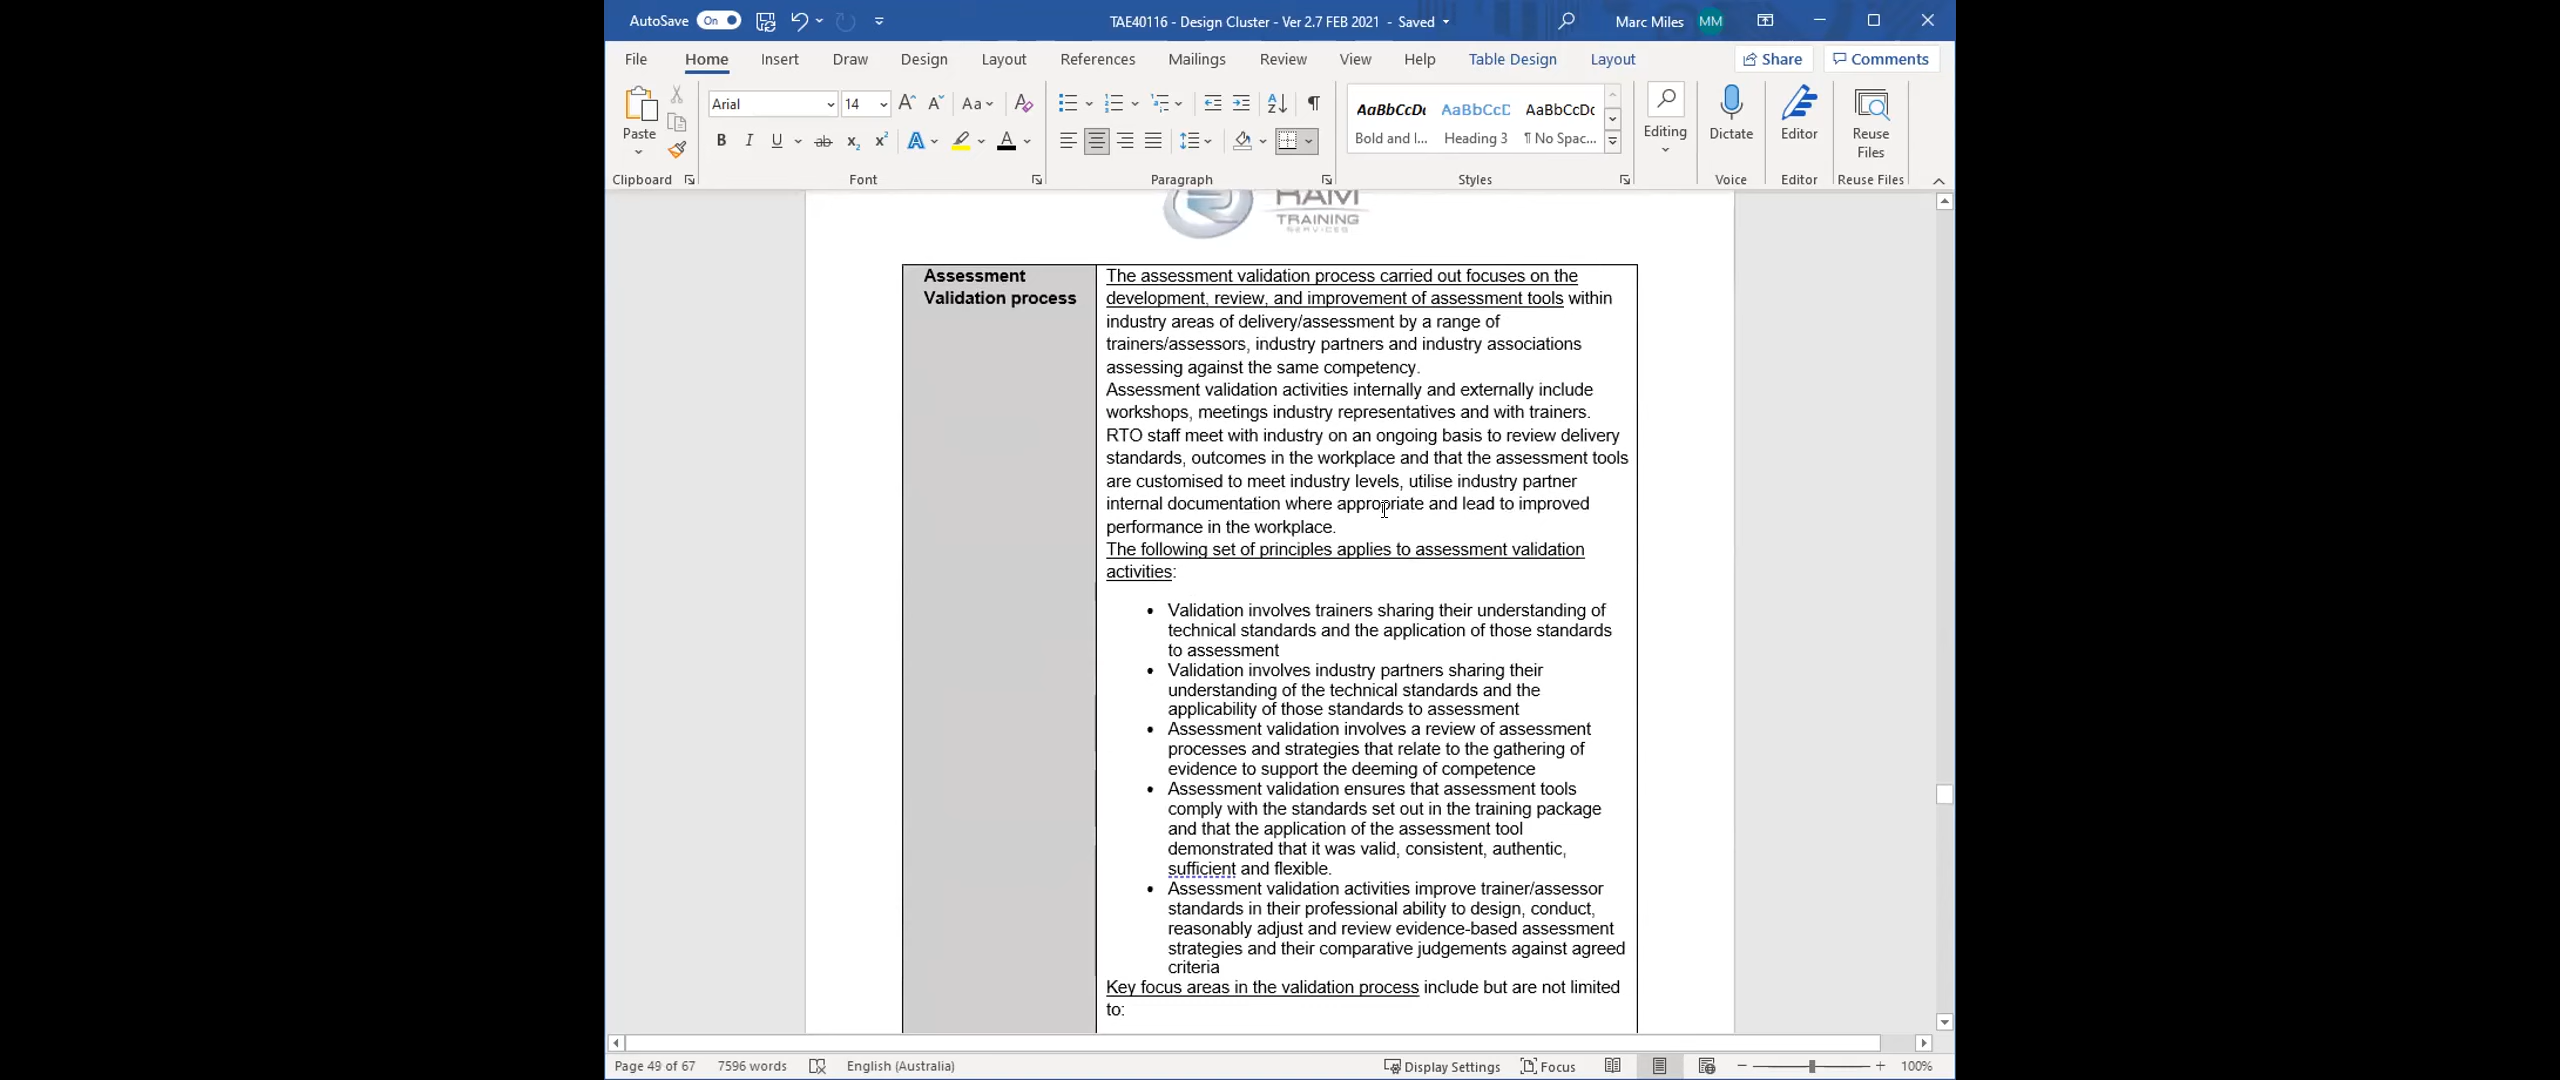 AutoSave On TAE40116 - Design Cluster - Ver 2.7 FEB 2021 - Saved Marc Miles MM
File Home Insert Draw Design Layout References Mailings Review View Help Table Design Layout Share Comments
Arial 14 Aa
Paste
AaBbCcDc AaBbCcD AaBbCcDc
Bold and I... Heading 3 ¶ No Spac...
Editing Dictate Editor Reuse Files
Clipboard Font Paragraph Styles Voice Editor Reuse Files
RAM
TRAINING
SERVICES
Assessment
Validation process
The assessment validation process carried out focuses on the
development, review, and improvement of assessment tools within
industry areas of delivery/assessment by a range of
trainers/assessors, industry partners and industry associations
assessing against the same competency.
Assessment validation activities internally and externally include
workshops, meetings industry representatives and with trainers.
RTO staff meet with industry on an ongoing basis to review delivery
standards, outcomes in the workplace and that the assessment tools
are customised to meet industry levels, utilise industry partner
internal documentation where appropriate and lead to improved
performance in the workplace.
The following set of principles applies to assessment validation
activities:
• Validation involves trainers sharing their understanding of
technical standards and the application of those standards
to assessment
• Validation involves industry partners sharing their
understanding of the technical standards and the
applicability of those standards to assessment
• Assessment validation involves a review of assessment
processes and strategies that relate to the gathering of
evidence to support the deeming of competence
• Assessment validation ensures that assessment tools
comply with the standards set out in the training package
and that the application of the assessment tool
demonstrated that it was valid, consistent, authentic,
sufficient and flexible.
• Assessment validation activities improve trainer/assessor
standards in their professional ability to design, conduct,
reasonably adjust and review evidence-based assessment
strategies and their comparative judgements against agreed
criteria
Key focus areas in the validation process include but are not limited
to:
Page 49 of 67 7596 words English (Australia) Display Settings Focus 100%